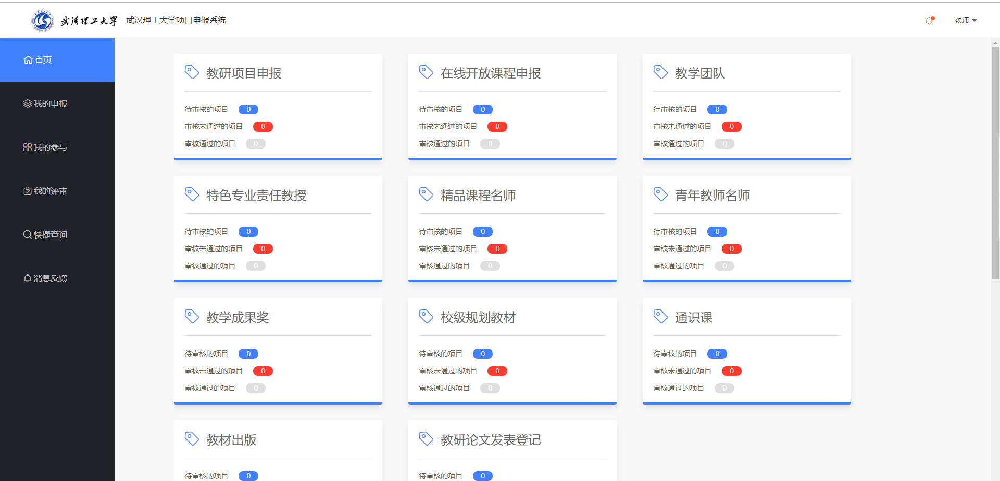 武汉理工大学 武汉理工大学项目申报系统 教师
首页
我的申报
我的参与
我的评审
快捷查询
消息反馈
教研项目申报
待审核的项目 0
审核未通过的项目 0
审核通过的项目 0
在线开放课程申报
待审核的项目 0
审核未通过的项目 0
审核通过的项目 0
教学团队
待审核的项目 0
审核未通过的项目 0
审核通过的项目 0
特色专业责任教授
待审核的项目 0
审核未通过的项目 0
审核通过的项目 0
精品课程名师
待审核的项目 0
审核未通过的项目 0
审核通过的项目 0
青年教师名师
待审核的项目 0
审核未通过的项目 0
审核通过的项目 0
教学成果奖
待审核的项目 0
审核未通过的项目 0
审核通过的项目 0
校级规划教材
待审核的项目 0
审核未通过的项目 0
审核通过的项目 0
通识课
待审核的项目 0
审核未通过的项目 0
审核通过的项目 0
教材出版
待审核的项目 0
教研论文发表登记
待审核的项目 0